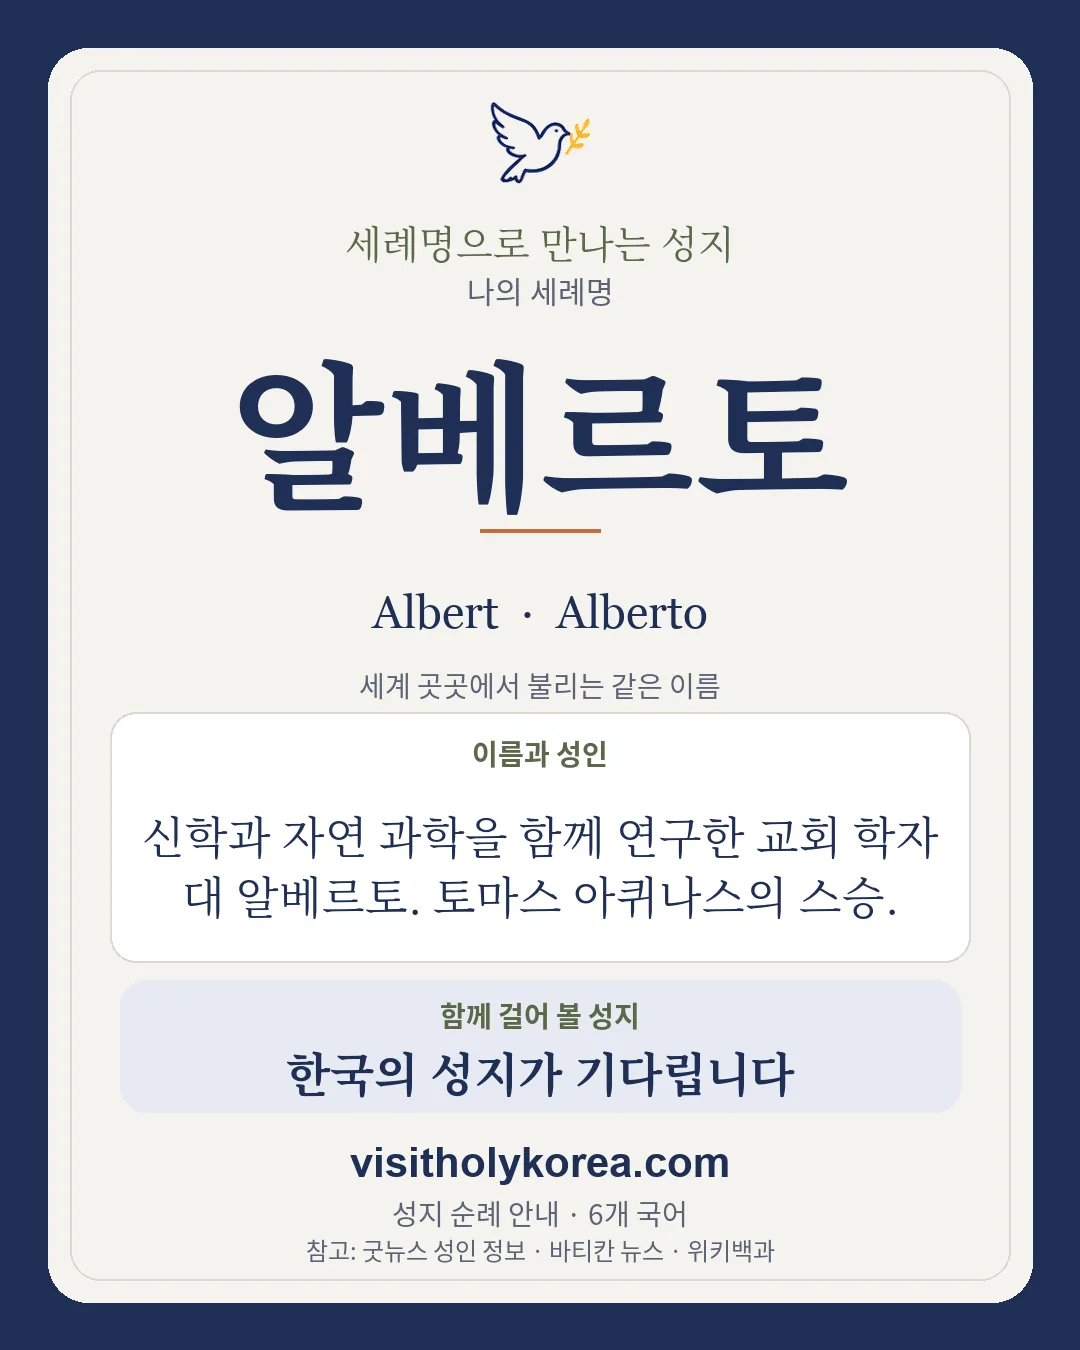 세례명으로 만나는 성지
나의 세례명
알베르토
Albert · Alberto
세계 곳곳에서 불리는 같은 이름
이름과 성인
신학과 자연 과학을 함께 연구한 교회 학자
대 알베르토. 토마스 아퀴나스의 스승.
함께 걸어 볼 성지
한국의 성지가 기다립니다
visitholykorea.com
성지 순례 안내 · 6개 국어
참고: 굿뉴스 성인 정보 · 바티칸 뉴스 · 위키백과